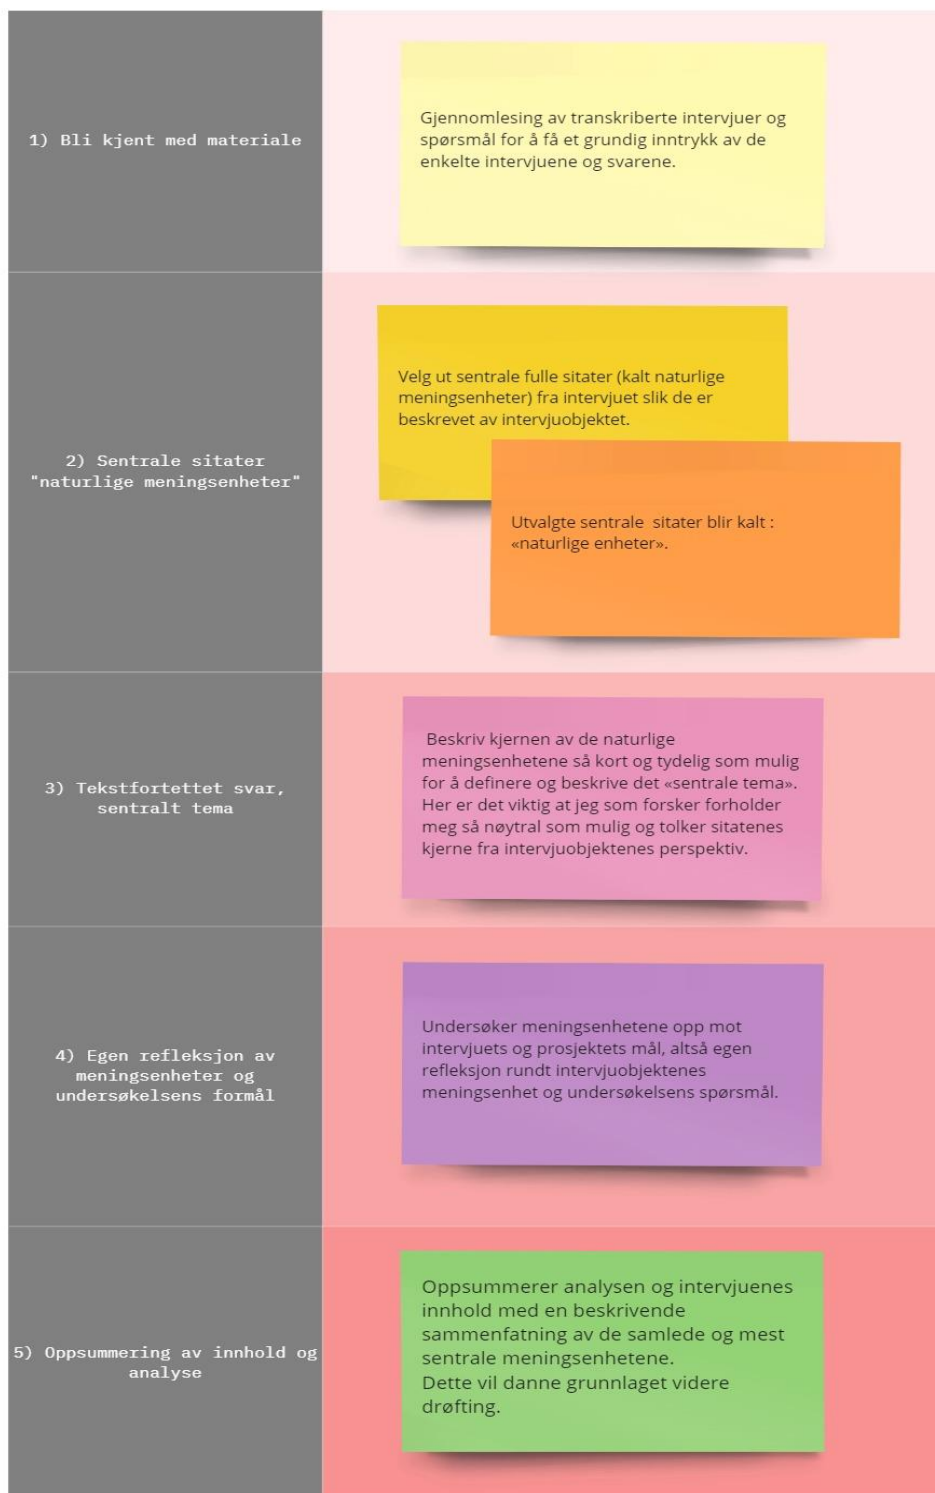 1) Bli kjent med materiale
Gjennomlesing av transkriberte intervjuer og
spørsmål for å få et grundig inntrykk av de
enkelte intervjuene og svarene.
2) Sentrale sitater
"naturlige meningsenheter"
Velg ut sentrale fulle sitater (kalt naturlige
meningsenheter) fra intervjuet slik de er
beskrevet av intervjuobjektet.
Utvalgte sentrale  sitater blir kalt :
«naturlige enheter».
3) Tekstfortettet svar,
sentralt tema
Beskriv kjernen av de naturlige
meningsenhetene så kort og tydelig som mulig
for å definere og beskrive det «sentrale tema».
Her er det viktig at jeg som forsker forholder
meg så nøytral som mulig og tolker sitatenes
kjerne fra intervjuobjektenes perspektiv.
4) Egen refleksjon av
meningsenheter og
undersøkelsens formål
Undersøker meningsenhetene opp mot
intervjuets og prosjektets mål, altså egen
refleksjon rundt intervjuobjektenes
meningsenhet og undersøkelsens spørsmål.
5) Oppsummering av innhold og
analyse
Oppsummerer analysen og intervjuenes
innhold med en beskrivende
sammenfatning av de samlede og mest
sentrale meningsenhetene.
Dette vil danne grunnlaget videre
drøfting.